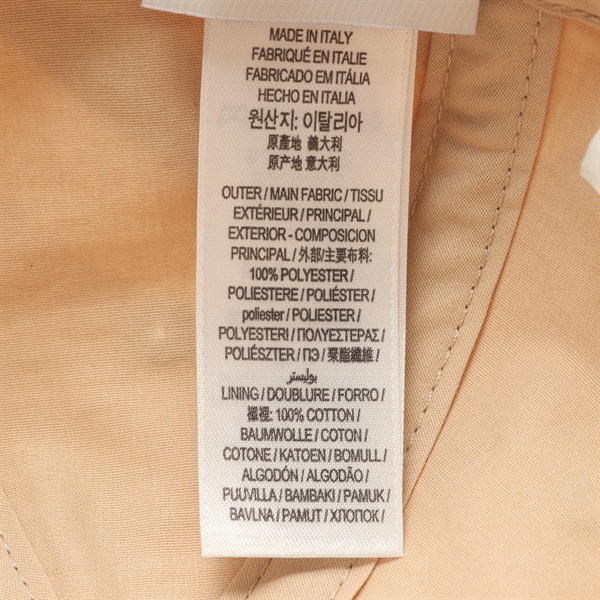 MADE IN ITALY
FABRIQUÉ EN ITALIE
FABRICADO EM ITÁLIA
HECHO EN ITALIA
원산지: 이탈리아
原產地 義大利
原产地 意大利
OUTER / MAIN FABRIC / TISSU
EXTÉRIEUR / PRINCIPAL /
EXTERIOR - COMPOSICION
PRINCIPAL / 外部/主要布料:
100% POLYESTER /
POLIESTERE / POLIÉSTER /
poliester / POLIESTER /
POLYESTERI / ΠΟΛΥΕΣΤΕΡΑΣ /
POLIÉSZTER / ПЭ / 聚酯纖維 /
بوليستر
LINING / DOUBLURE / FORRO /
襯裡: 100% COTTON /
BAUMWOLLE / COTON /
COTONE / KATOEN / BOMULL /
ALGODÓN / ALGODÃO /
PUUVILLA / BAMBAKI / PAMUK /
BAVLNA / PAMUT / ХЛОПОК /